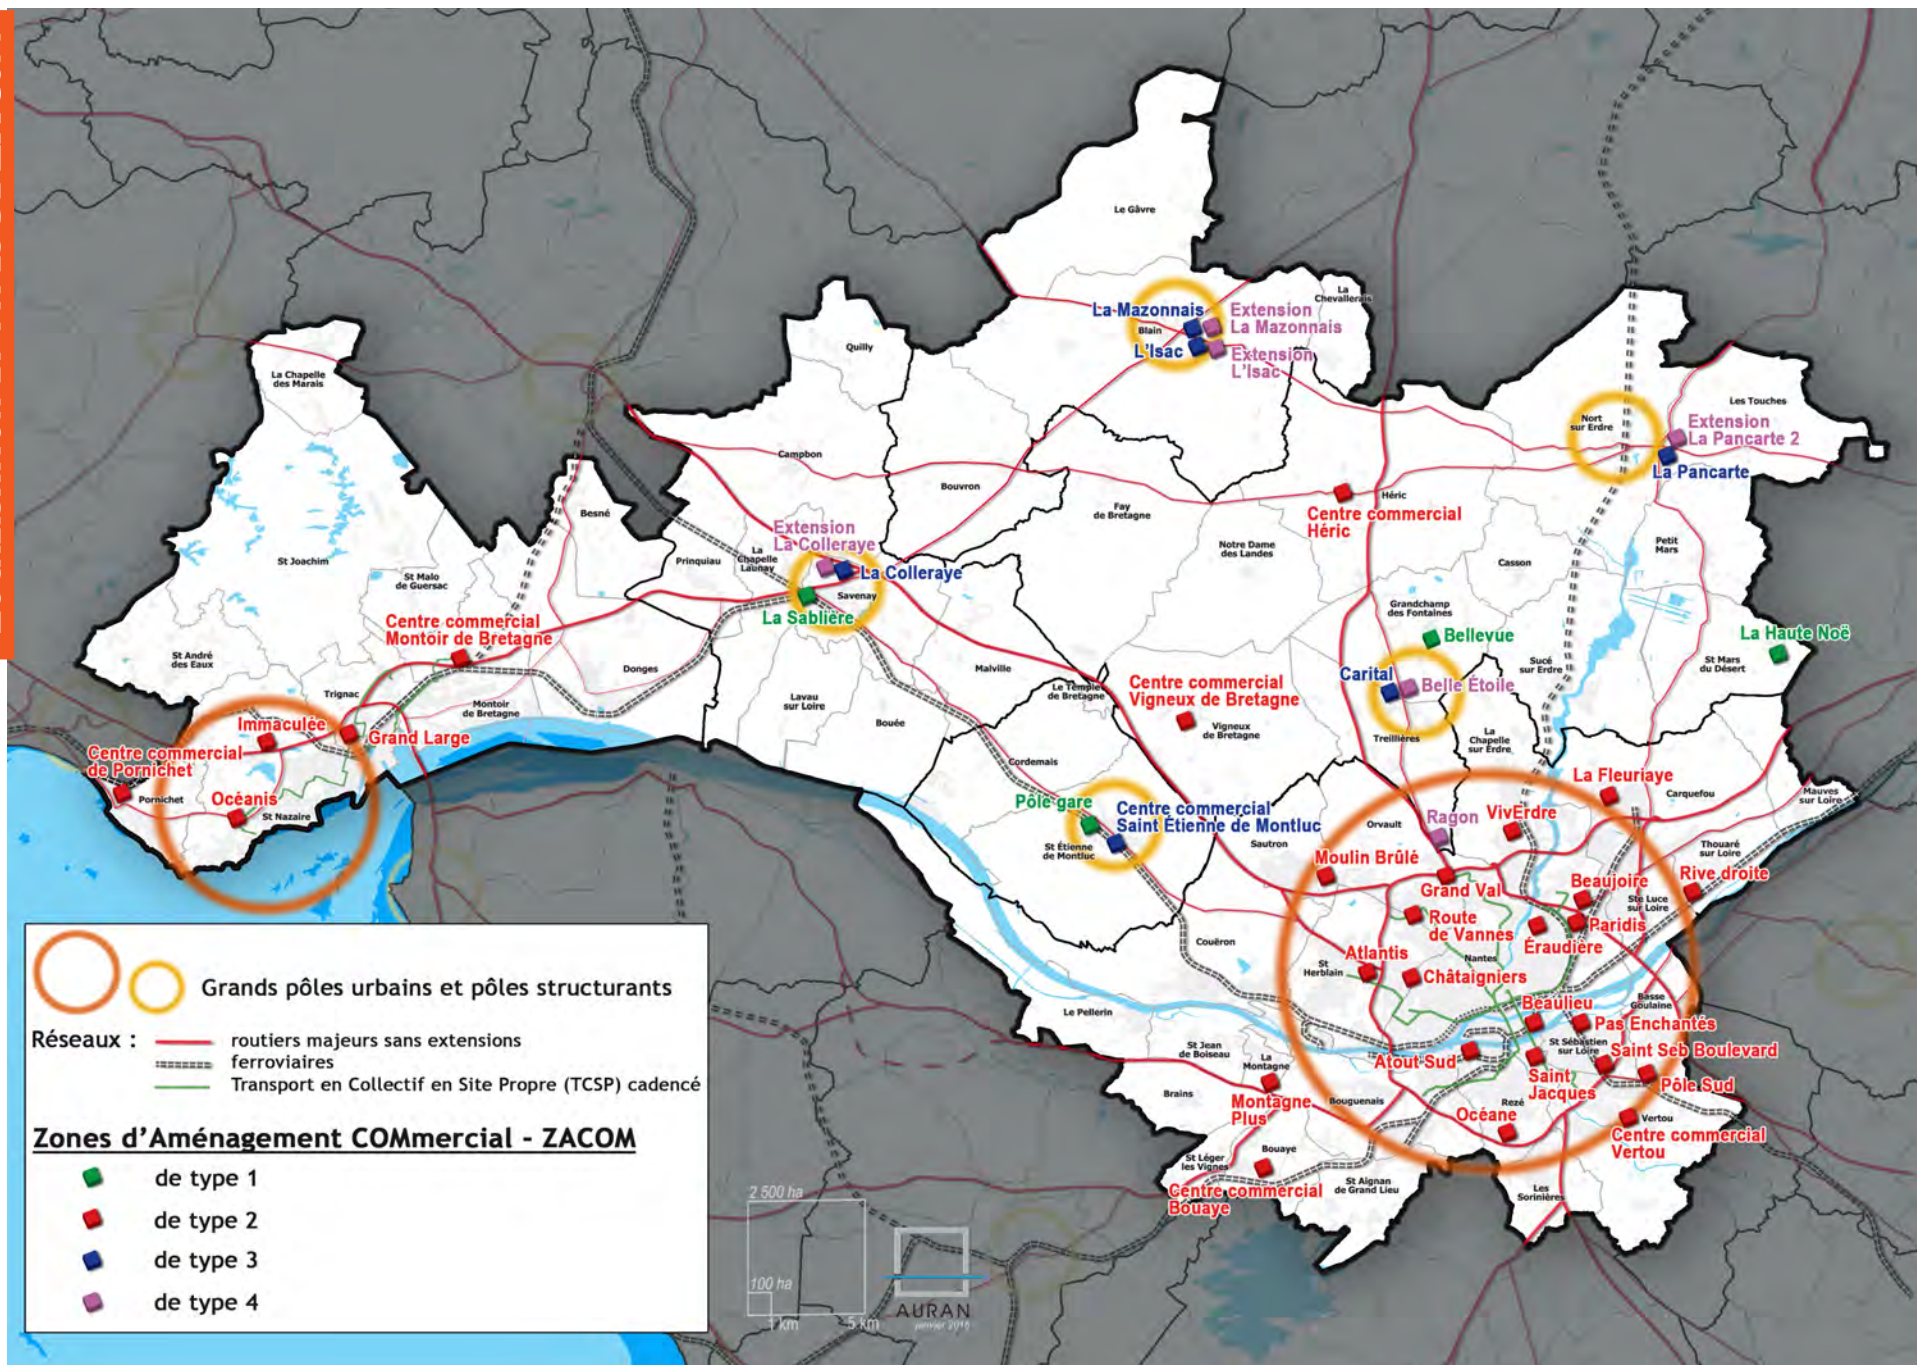 Le Gâvre
La
Chevallerais
La Mazonnais
Extension
La Mazonnais
Blain
L'Isac
Extension
L'Isac
Quilly
La Chapelle
des Marais
Les Touches
Nort
sur Erdre
Extension
La Pancarte 2
La Pancarte
Campbon
Bouvron
Fay
de Bretagne
Héric
Centre commercial
Héric
Besné
Extension
La Colleraye
La Colleraye
La
Chapelle
Launay
Prinquiau
Savenay
La Sablière
St Joachim
St Malo
de Guersac
Notre Dame
des Landes
Casson
Petit
Mars
Grandchamp
des Fontaines
Bellevue
La Haute Noë
St Mars
du Désert
Sucé
sur Erdre
Centre commercial
Montoir de Bretagne
St André
des Eaux
Donges
Malville
Le Temple
de Bretagne
Centre commercial
Vigneux de Bretagne
Vigneux
de Bretagne
Carital
Belle Étoile
Treillières
La
Chapelle
sur Erdre
Trignac
Montoir
de Bretagne
Lavau
sur Loire
Bouée
Immaculée
Grand Large
Centre commercial
de Pornichet
Pornichet
Océanis
St Nazaire
Cordemais
Pôle gare
Centre commercial
Saint Étienne de Montluc
St Étienne
de Montluc
La Fleuriaye
Carquefou
Mauves
sur Loire
Orvault
Ragon
VivErdre
Sautron
Thouaré
sur Loire
Moulin Brûlé
Grand Val
Beaujoire
Rive droite
Ste Luce
sur Loire
Route
de Vannes
Paridis
Éraudière
Couëron
Atlantis
St
Herblain
Nantes
Châtaigniers
Beaulieu
Basse
Goulaine
Le Pellerin
Pas Enchantés
St Sébastien
sur Loire
St Jean
de Boiseau
La
Montagne
Atout Sud
Saint Seb Boulevard
Saint
Jacques
Pôle Sud
Brains
Montagne
Plus
Bouguenais
Rezé
Océane
Vertou
Centre commercial
Vertou
Bouaye
St Léger
les Vignes
Centre commercial
Bouaye
St Aignan
de Grand Lieu
Les
Sorinières
Grands pôles urbains et pôles structurants
Réseaux :
routiers majeurs sans extensions
ferroviaires
Transport en Collectif en Site Propre (TCSP) cadencé
Zones d'Aménagement COMmercial - ZACOM
de type 1
de type 2
de type 3
de type 4
2 500 ha
100 ha
1 km
5 km
AURAN